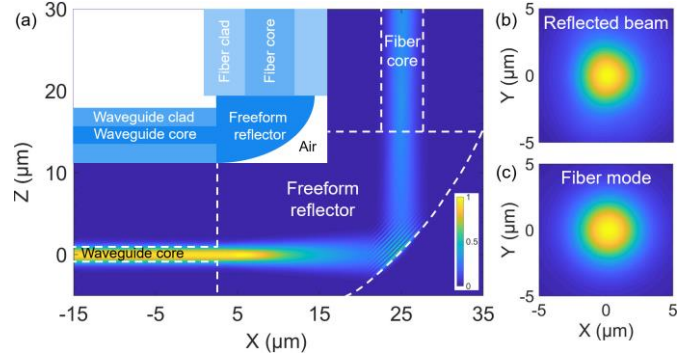 (a)
30
20
10
0
Z (μm)
-15
-5
5
15
25
35
X (μm)
Fiber clad
Fiber core
Waveguide clad
Waveguide core
Freeform
reflector
Air
Fiber
core
Freeform
reflector
Waveguide core
1
0.5
0
(b)
Reflected beam
5
0
-5
Y (μm)
(c)
Fiber mode
5
0
-5
Y (μm)
-5
0
5
X (μm)